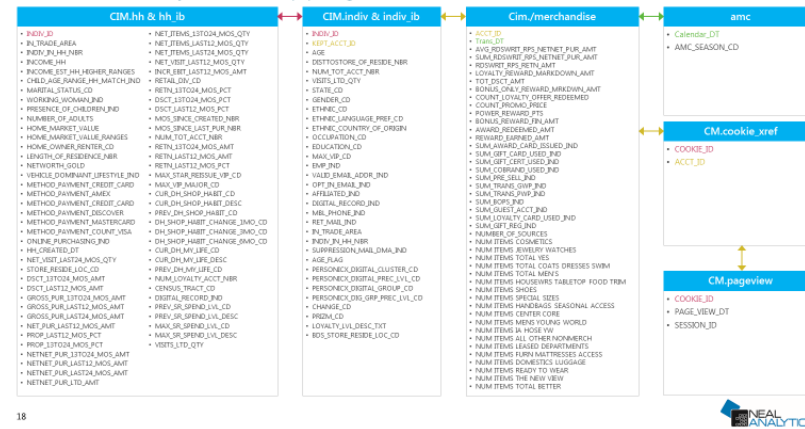 CIM.hh & hh_ib
INDIV_ID
IN_TRADE_AREA
INDIV_IN_HH_NBR
INCOME_HH
INCOME_EST_HH_HIGHER_RANGES
CHILD_AGE_RANGE_HH_MATCH_IND
MARITAL_STATUS_CD
WORKING_WOMAN_IND
PRESENCE_OF_CHILDREN_IND
NUMBER_OF_ADULTS
HOME_MARKET_VALUE
HOME_MARKET_VALUE_RANGES
HOME_OWNER_RENTER_CD
LENGTH_OF_RESIDENCE_NBR
NETWORTH_GOLD
VEHICLE_DOMINANT_LIFESTYLE_IND
METHOD_PAYMENT_CREDIT_CARD
METHOD_PAYMENT_AMEX
METHOD_PAYMENT_CREDIT_CARD
METHOD_PAYMENT_DISCOVER
METHOD_PAYMENT_MASTERCARD
METHOD_PAYMENT_COUNT_VISA
ONLINE_PURCHASING_IND
HH_CREATED_DT
NET_VISIT_LAST24_MOS_QTY
STORE_RESIDE_LOC_CD
DSCT_13TO24_MOS_AMT
DSCT_LAST12_MOS_AMT
GROSS_PUR_13TO24_MOS_AMT
GROSS_PUR_LAST12_MOS_AMT
GROSS_PUR_LAST24_MOS_AMT
NET_PUR_LAST12_MOS_AMT
PROP_LAST12_MOS_PCT
PROP_13TO24_MOS_PCT
NETNET_PUR_13TO24_MOS_AMT
NETNET_PUR_LAST12_MOS_AMT
NETNET_PUR_LAST24_MOS_AMT
NETNET_PUR_LTD_AMT
NET_ITEMS_13TO24_MOS_QTY
NET_ITEMS_LAST12_MOS_QTY
NET_ITEMS_LAST24_MOS_QTY
NET_VISIT_LAST12_MOS_QTY
INCR_EBIT_LAST12_MOS_AMT
RETAIL_DIV_CD
RETN_13TO24_MOS_PCT
DSCT_13TO24_MOS_PCT
DSCT_LAST12_MOS_PCT
MOS_SINCE_CREATED_NBR
MOS_SINCE_LAST_PUR_NBR
NUM_TOT_ACCT_NBR
RETN_13TO24_MOS_AMT
RETN_LAST12_MOS_AMT
RETN_LAST12_MOS_PCT
MAX_STAR_REISSUE_VIP_CD
MAX_VIP_MAJOR_CD
CUR_DH_SHOP_HABIT_CD
CUR_DH_SHOP_HABIT_DESC
PREV_DH_SHOP_HABIT_CD
DH_SHOP_HABIT_CHANGE_1MO_CD
DH_SHOP_HABIT_CHANGE_3MO_CD
DH_SHOP_HABIT_CHANGE_6MO_CD
CUR_DH_MY_LIFE_CD
CUR_DH_MY_LIFE_DESC
PREV_DH_MY_LIFE_CD
NUM_LOYALTY_ACCT_NBR
CENSUS_TRACT_CD
DIGITAL_RECORD_IND
PREV_SR_SPEND_LVL_CD
PREV_SR_SPEND_LVL_DESC
MAX_SR_SPEND_LVL_CD
MAX_SR_SPEND_LVL_DESC
VISITS_LTD_QTY
CIM.indiv & indiv_ib
INDIV_ID
KEPT_ACCT_ID
AGE
DISTTOSTORE_OF_RESIDE_NBR
NUM_TOT_ACCT_NBR
VISITS_LTD_QTY
STATE_CD
GENDER_CD
ETHNIC_CD
ETHNIC_LANGUAGE_PREF_CD
ETHNIC_COUNTRY_OF_ORIGIN
OCCUPATION_CD
EDUCATION_CD
MAX_VIP_CD
EMP_IND
VALID_EMAIL_ADDR_IND
OPT_IN_EMAIL_IND
AFFILIATED_IND
DIGITAL_RECORD_IND
MBL_PHONE_IND
RET_MAIL_IND
IN_TRADE_AREA
INDIV_IN_HH_NBR
SUPPRESSION_MAIL_DMA_IND
AGE_FLAG
PERSONICX_DIGITAL_CLUSTER_CD
PERSONICX_DIGITAL_PREC_LVL_CD
PERSONICX_DIGITAL_GROUP_CD
PERSONICX_DIG_GRP_PREC_LVL_CD
CHANGE_CD
PRIZM_CD
LOYALTY_LVL_DESC_TXT
BDS_STORE_RESIDE_LOC_CD
Cim./merchandise
ACCT_ID
Trans_DT
AVG_RDSWRIT_RPS_NETNET_PUR_AMT
SUM_RDSWRIT_RPS_NETNET_PUR_AMT
RDSWRIT_RPS_RETN_AMT
LOYALTY_REWARD_MARKDOWN_AMT
TOT_DSCT_AMT
BONUS_ONLY_REWARD_MRKDWN_AMT
COUNT_LOYALTY_OFFER_REDEEMED
COUNT_PROMO_PRICE
POWER_REWARD_PTS
BONUS_REWARD_FIN_AMT
AWARD_REDEEMED_AMT
REWARD_EARNED_AMT
SUM_AWARD_CARD_ISSUED_IND
SUM_GIFT_CARD_USED_IND
SUM_GIFT_CERT_USED_IND
SUM_COBRAND_USED_IND
SUM_PRE_SELL_IND
SUM_TRANS_GWP_IND
SUM_TRANS_PWP_IND
SUM_BOPS_IND
SUM_GUEST_ACCT_IND
SUM_LOYALTY_CARD_USED_IND
SUM_GIFT_REG_IND
NUMBER_OF_SOURCES
NUM ITEMS COSMETICS
NUM ITEMS JEWELRY WATCHES
NUM ITEMS TOTAL YES
NUM ITEMS TOTAL COATS DRESSES SWIM
NUM ITEMS TOTAL MEN'S
NUM ITEMS HOUSEWRS TABLETOP FOOD TRIM
NUM ITEMS SHOES
NUM ITEMS SPECIAL SIZES
NUM ITEMS HANDBAGS SEASONAL ACCESS
NUM ITEMS CENTER CORE
NUM ITEMS MENS YOUNG WORLD
NUM ITEMS IA HOSE YW
NUM ITEMS ALL OTHER NONMERCH
NUM ITEMS LEASED DEPARTMENTS
NUM ITEMS FURN MATTRESSES ACCESS
NUM ITEMS DOMESTICS LUGGAGE
NUM ITEMS READY TO WEAR
NUM ITEMS THE NEW VIEW
NUM ITEMS TOTAL BETTER
amc
Calendar_DT
AMC_SEASON_CD
CM.cookie_xref
COOKIE_ID
ACCT_ID
CM.pageview
COOKIE_ID
PAGE_VIEW_DT
SESSION_ID
18
NEAL
ANALYTIC